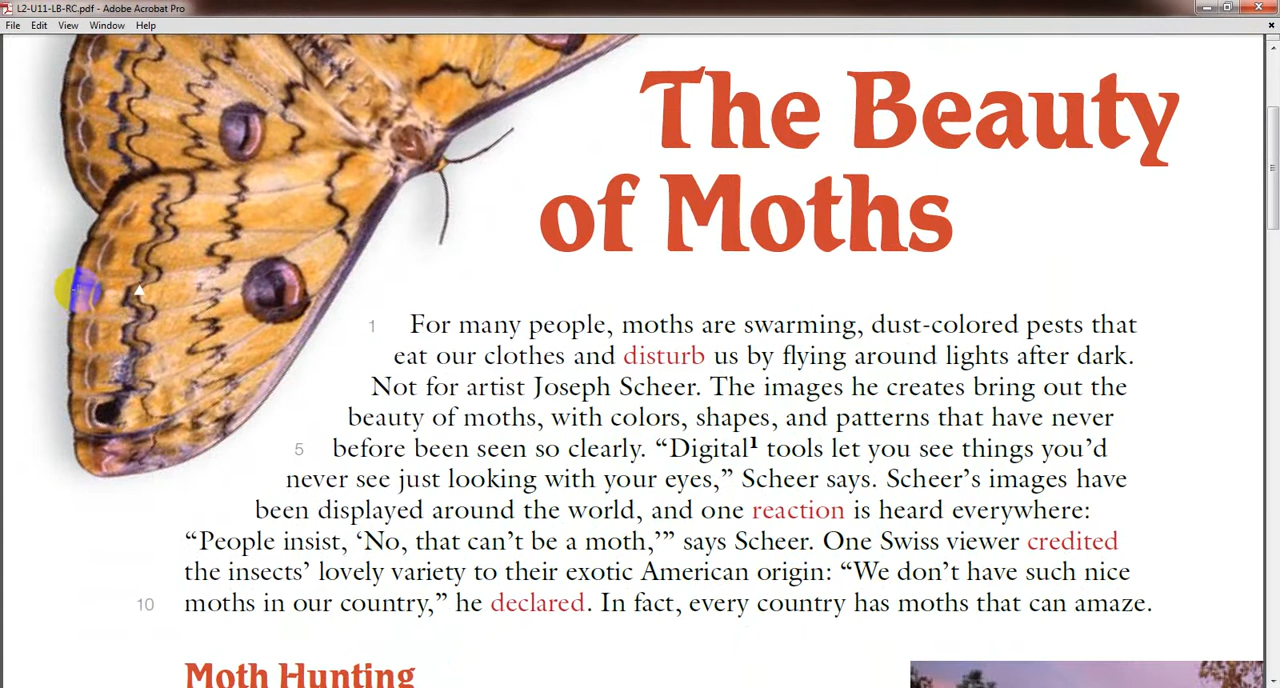 L2-U11-LB-RC.pdf - Adobe Acrobat Pro
File Edit View Window Help
The Beauty
of Moths
1 For many people, moths are swarming, dust-colored pests that
eat our clothes and disturb us by flying around lights after dark.
Not for artist Joseph Scheer. The images he creates bring out the
beauty of moths, with colors, shapes, and patterns that have never
5 before been seen so clearly. “Digital¹ tools let you see things you’d
never see just looking with your eyes,” Scheer says. Scheer’s images have
been displayed around the world, and one reaction is heard everywhere:
“People insist, ‘No, that can’t be a moth,’” says Scheer. One Swiss viewer credited
the insects’ lovely variety to their exotic American origin: “We don’t have such nice
10 moths in our country,” he declared. In fact, every country has moths that can amaze.
Moth Hunting